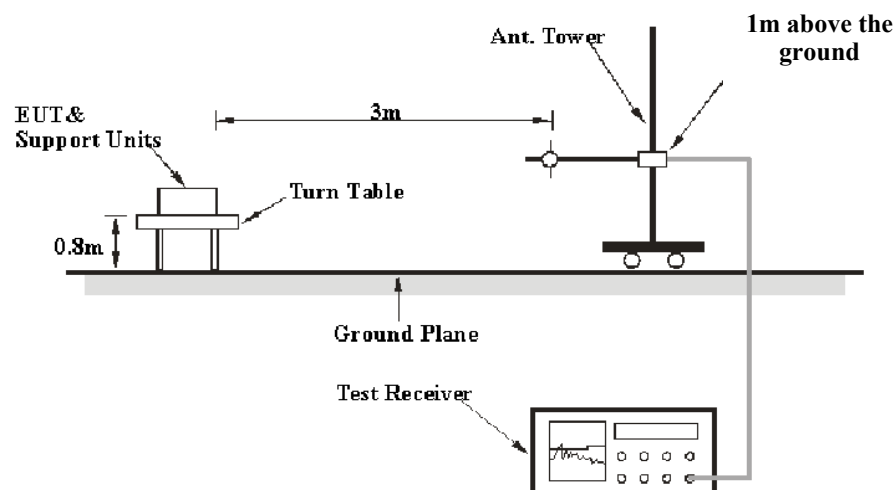 1m above the
ground
Ant. Tower
EUT&
Support Units
3m
Turn Table
0.8m
Ground Plane
Test Receiver